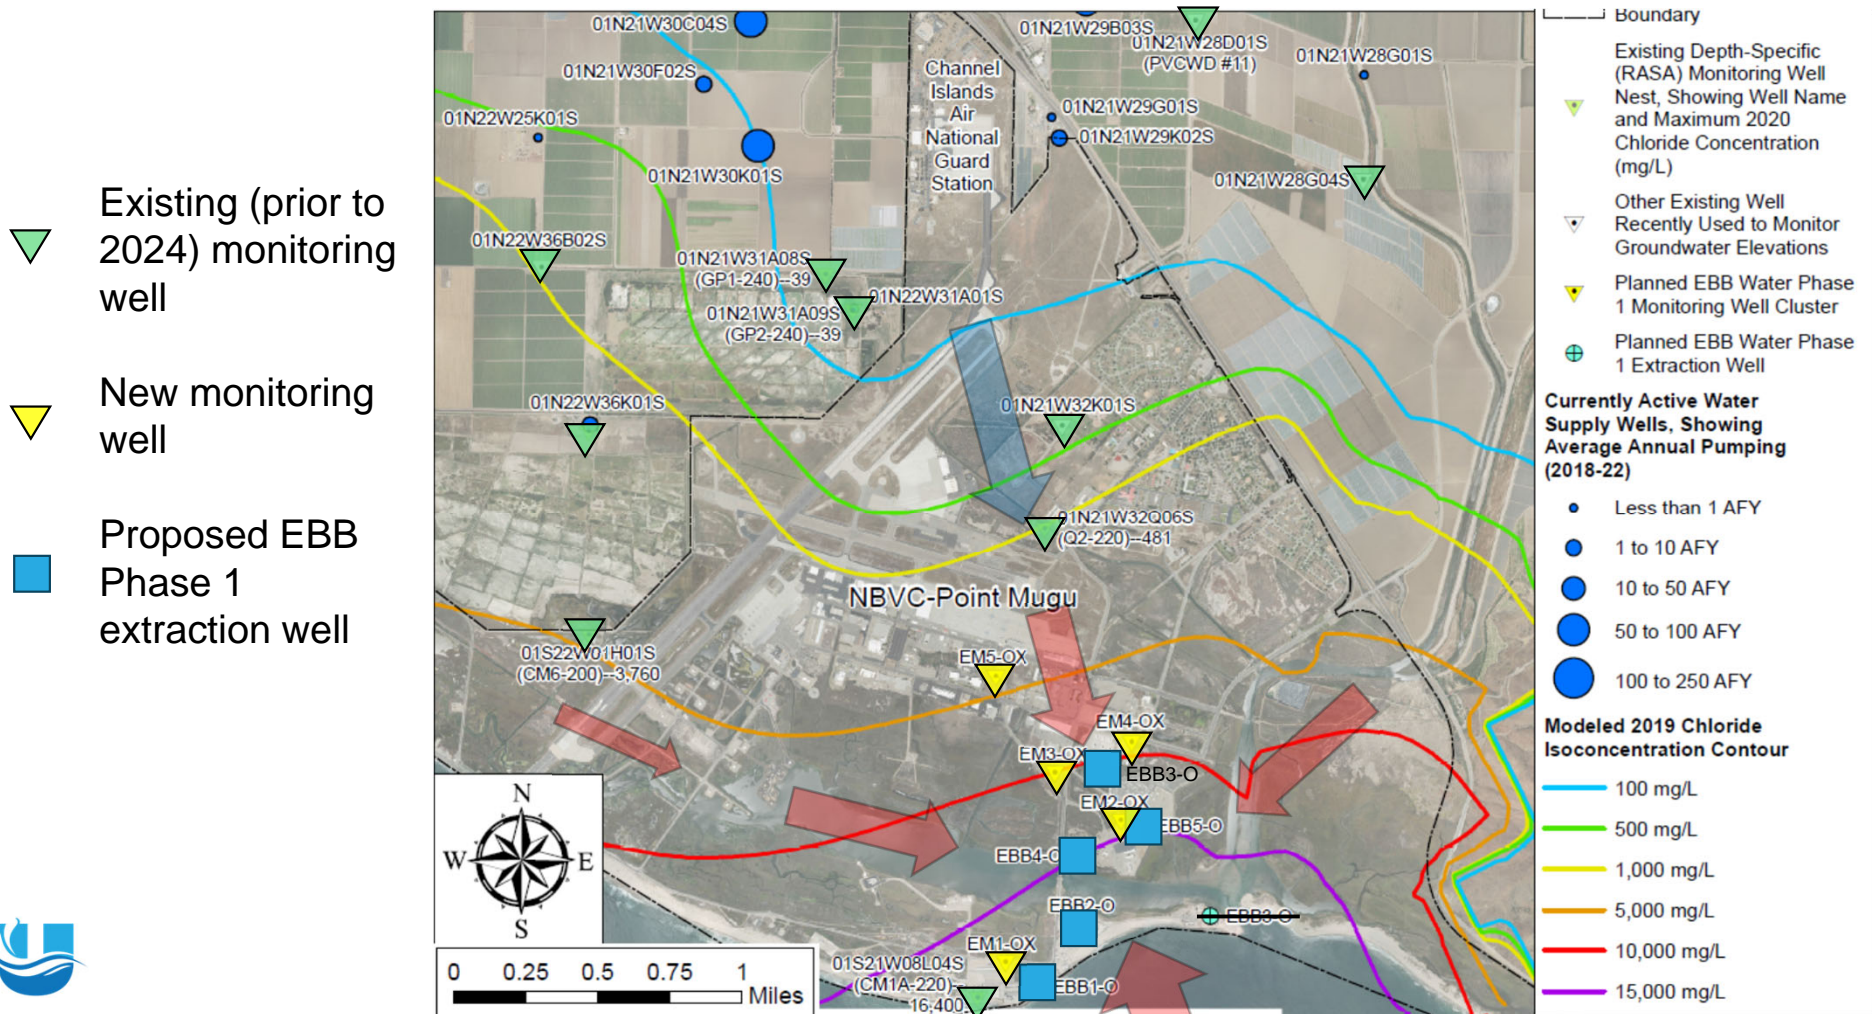 Existing (prior to
2024) monitoring
well
New monitoring
well
Proposed EBB
Phase 1
extraction well
01N21W30C04S
01N21W29B03S
01N21W28D01S
(PVCWD #11)
01N21W28G01S
01N21W30F02S
Channel
Islands
Air
National
Guard
Station
01N21W29G01S
01N22W25K01S
01N21W29K02S
01N21W30K01S
01N21W28G04S
01N22W36B02S
01N21W31A08S
(GP1-240)--39
01N22W31A01S
01N21W31A09S
(GP2-240)--39
01N22W36K01S
01N21W32K01S
01N21W32Q06S
(Q2-220)--481
NBVC-Point Mugu
01S22W01H01S
(CM6-200)--3,760
EM5-OX
EM4-OX
EM3-OX
EBB3-O
EM2-OX
EBB5-O
EBB4-O
EBB2-O
EBB3-O
EM1-OX
01S21W08L04S
(CM1A-220)--
16,400
EBB1-O
N
W
E
S
0 0.25 0.5 0.75 1
Miles
Boundary
Existing Depth-Specific
(RASA) Monitoring Well
Nest, Showing Well Name
and Maximum 2020
Chloride Concentration
(mg/L)
Other Existing Well
Recently Used to Monitor
Groundwater Elevations
Planned EBB Water Phase
1 Monitoring Well Cluster
Planned EBB Water Phase
1 Extraction Well
Currently Active Water
Supply Wells, Showing
Average Annual Pumping
(2018-22)
Less than 1 AFY
1 to 10 AFY
10 to 50 AFY
50 to 100 AFY
100 to 250 AFY
Modeled 2019 Chloride
Isoconcentration Contour
100 mg/L
500 mg/L
1,000 mg/L
5,000 mg/L
10,000 mg/L
15,000 mg/L